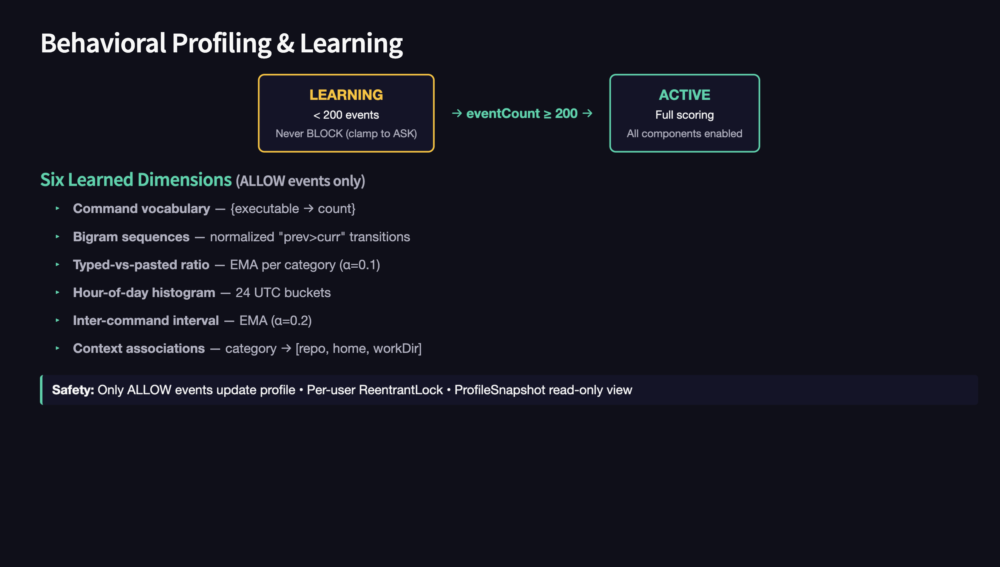 Behavioral Profiling & Learning
LEARNING
< 200 events
Never BLOCK (clamp to ASK)
→ eventCount ≥ 200 →
ACTIVE
Full scoring
All components enabled
Six Learned Dimensions (ALLOW events only)
‣ Command vocabulary — {executable → count}
‣ Bigram sequences — normalized "prev>curr" transitions
‣ Typed-vs-pasted ratio — EMA per category (α=0.1)
‣ Hour-of-day histogram — 24 UTC buckets
‣ Inter-command interval — EMA (α=0.2)
‣ Context associations — category → [repo, home, workDir]
Safety: Only ALLOW events update profile • Per-user ReentrantLock • ProfileSnapshot read-only view